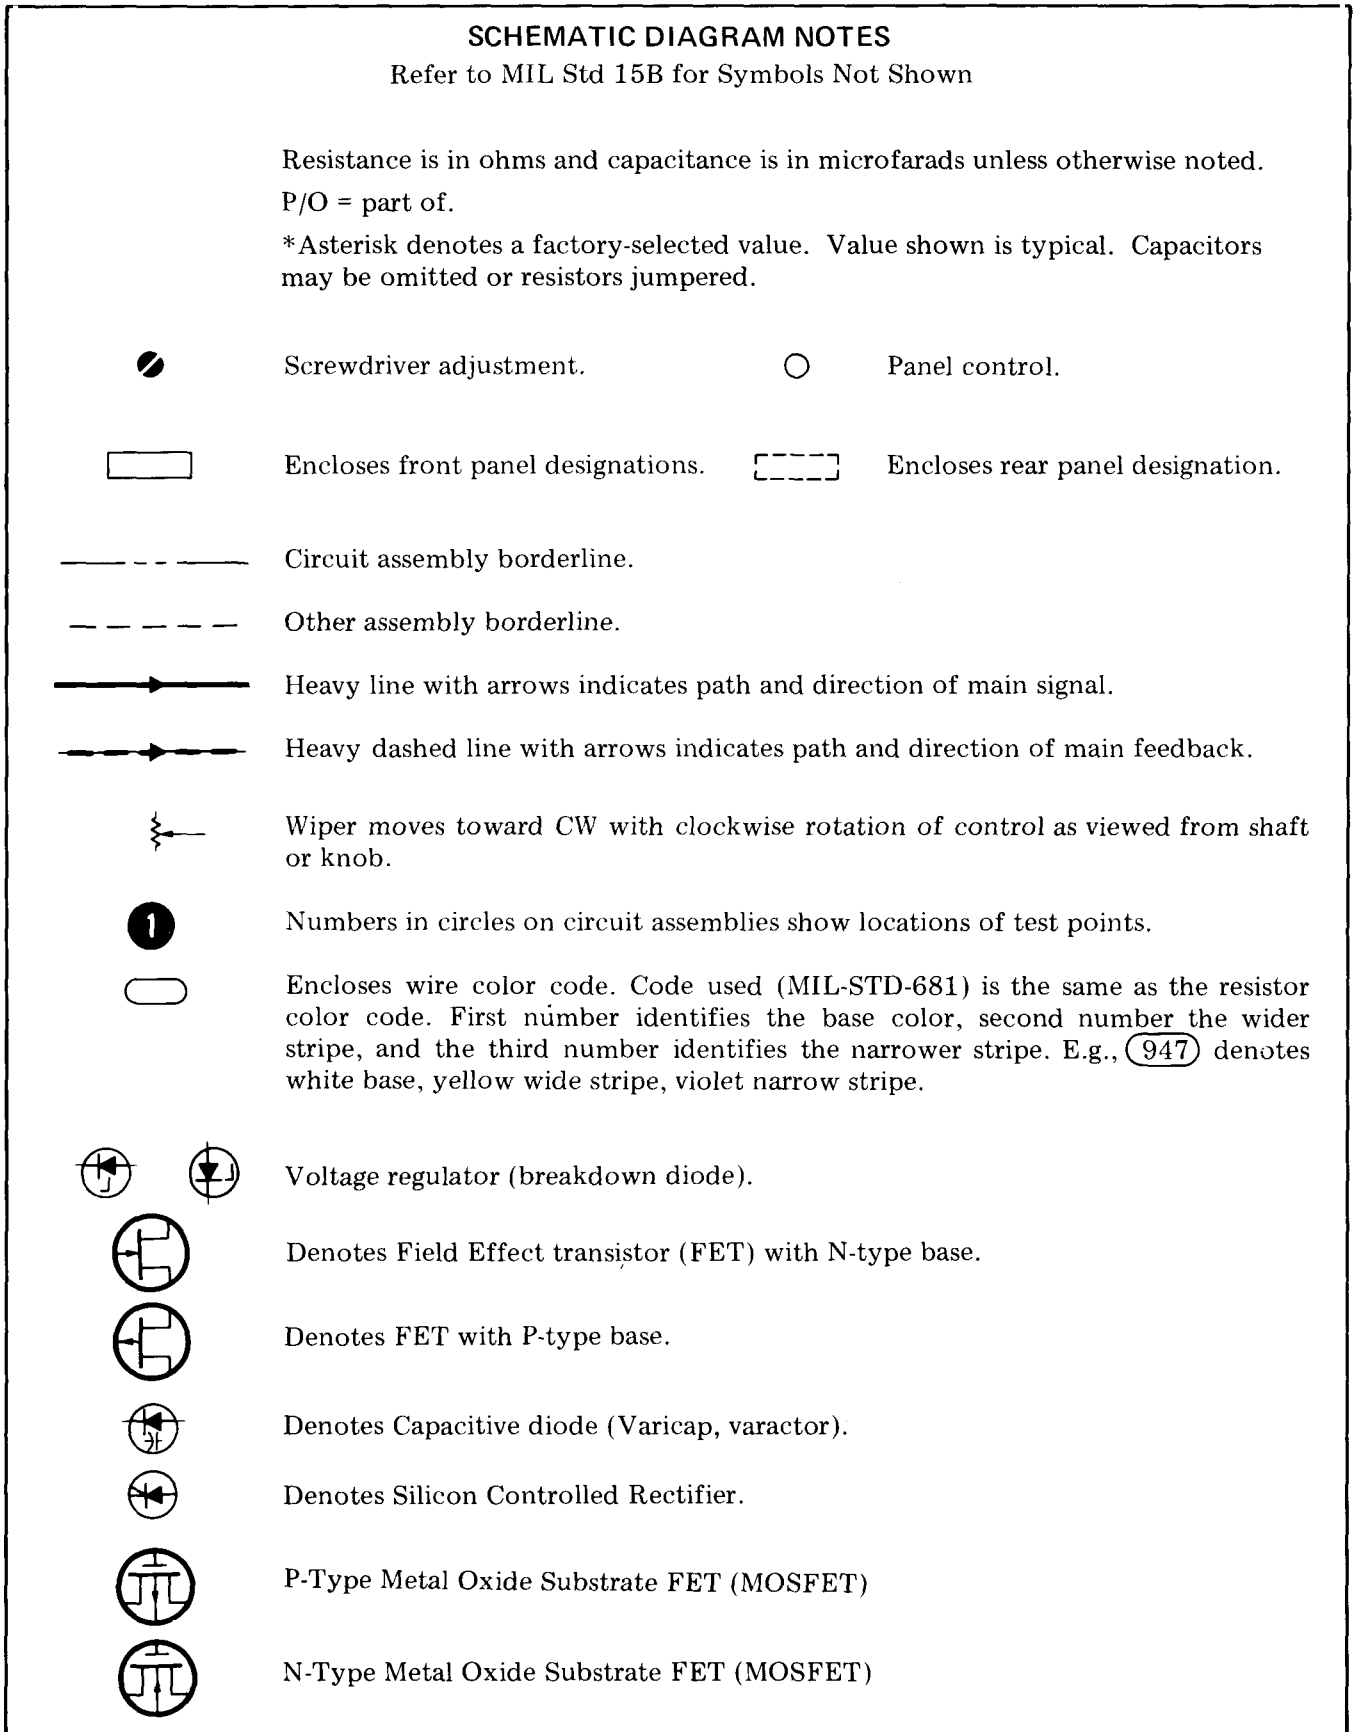 SCHEMATIC DIAGRAM NOTES
Refer to MIL Std 15B for Symbols Not Shown
Resistance is in ohms and capacitance is in microfarads unless otherwise noted.
P/O = part of.
*Asterisk denotes a factory-selected value. Value shown is typical. Capacitors
may be omitted or resistors jumpered.
Screwdriver adjustment.
Panel control.
Encloses front panel designations.
Encloses rear panel designation.
Circuit assembly borderline.
Other assembly borderline.
Heavy line with arrows indicates path and direction of main signal.
Heavy dashed line with arrows indicates path and direction of main feedback.
Wiper moves toward CW with clockwise rotation of control as viewed from shaft
or knob.
1
Numbers in circles on circuit assemblies show locations of test points.
Encloses wire color code. Code used (MIL-STD-681) is the same as the resistor
color code. First number identifies the base color, second number the wider
stripe, and the third number identifies the narrower stripe. E.g., 947 denotes
white base, yellow wide stripe, violet narrow stripe.
Voltage regulator (breakdown diode).
Denotes Field Effect transistor (FET) with N-type base.
Denotes FET with P-type base.
Denotes Capacitive diode (Varicap, varactor).
Denotes Silicon Controlled Rectifier.
P-Type Metal Oxide Substrate FET (MOSFET)
N-Type Metal Oxide Substrate FET (MOSFET)